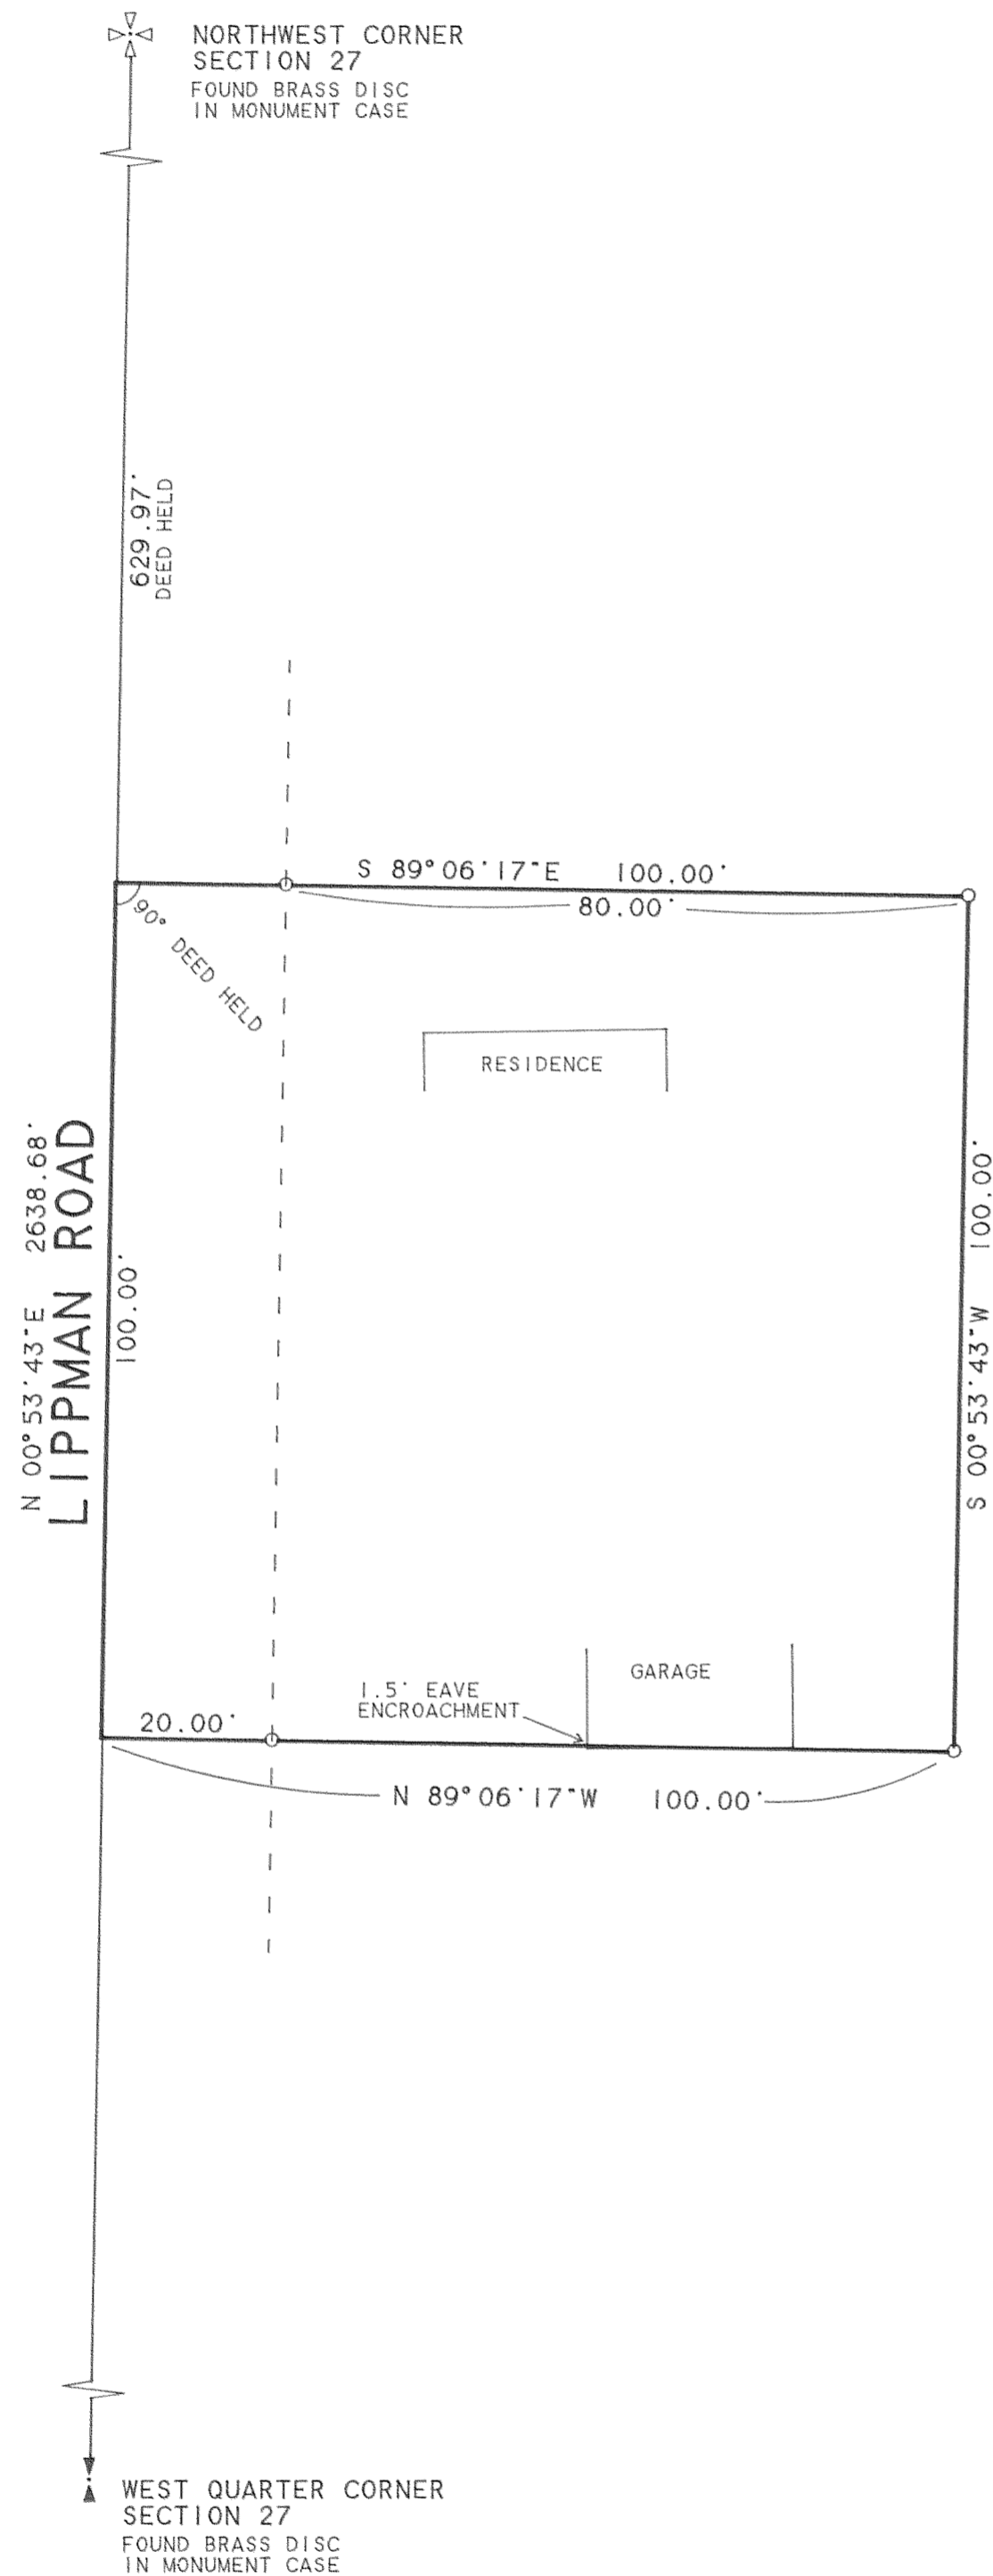 NORTHWEST CORNER
SECTION 27
FOUND BRASS DISC
IN MONUMENT CASE
629.97'
DEED HELD
S 89°06'17"E 100.00'
80.00'
90° DEED HELD
RESIDENCE
N 00°53'43"E 2638.68'
LIPPMAN ROAD
100.00'
S 00°53'43"W 100.00'
GARAGE
1.5' EAVE
ENCROACHMENT
20.00'
N 89°06'17"W 100.00'
WEST QUARTER CORNER
SECTION 27
FOUND BRASS DISC
IN MONUMENT CASE